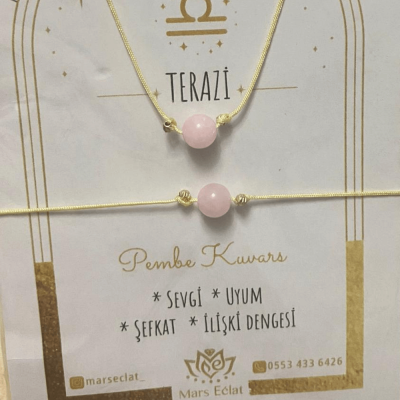 TERAZİ
Pembe Kuvars
* SEVGİ * UYUM
* ŞEFKAT * İLİŞKİ DENGESİ
marseclat_
Mars Eclat
0553 433 6426